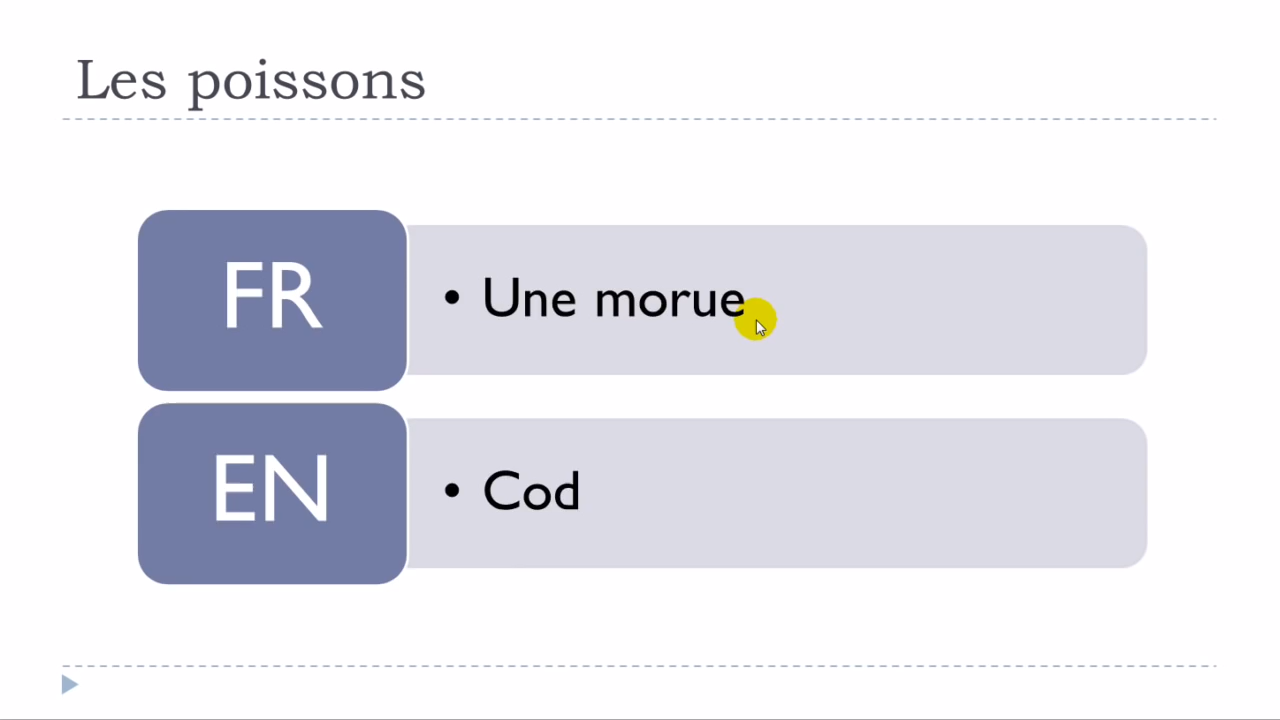 Les poissons
FR
• Une morue
EN
• Cod